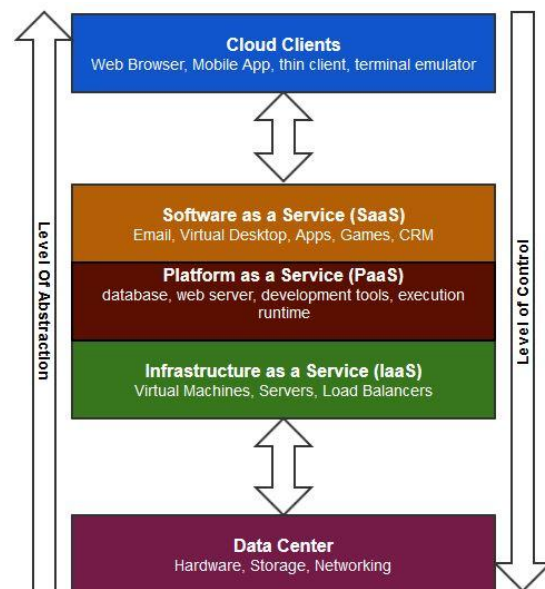 Cloud Clients
Web Browser, Mobile App, thin client, terminal emulator
Level Of Abstraction
Software as a Service (SaaS)
Email, Virtual Desktop, Apps, Games, CRM
Platform as a Service (PaaS)
database, web server, development tools, execution
runtime
Infrastructure as a Service (IaaS)
Virtual Machines, Servers, Load Balancers
Level of Control
Data Center
Hardware, Storage, Networking